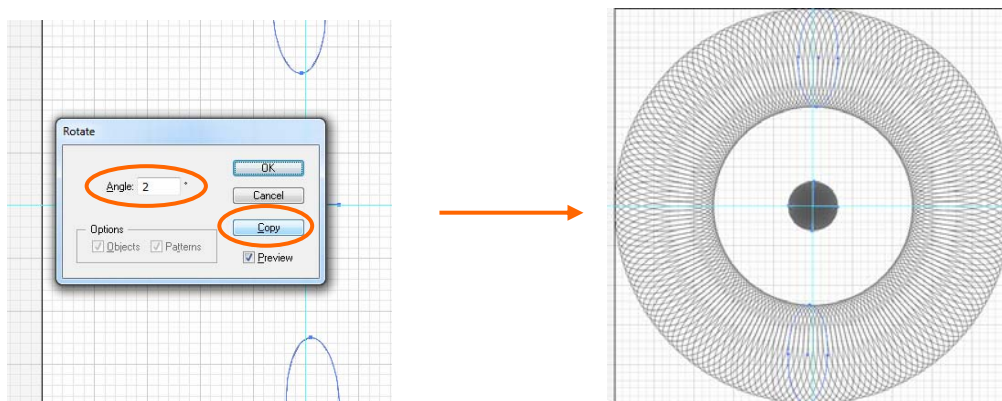 Rotate
Angle: 2 °
OK
Cancel
Options
Copy
Objects Patterns
Preview